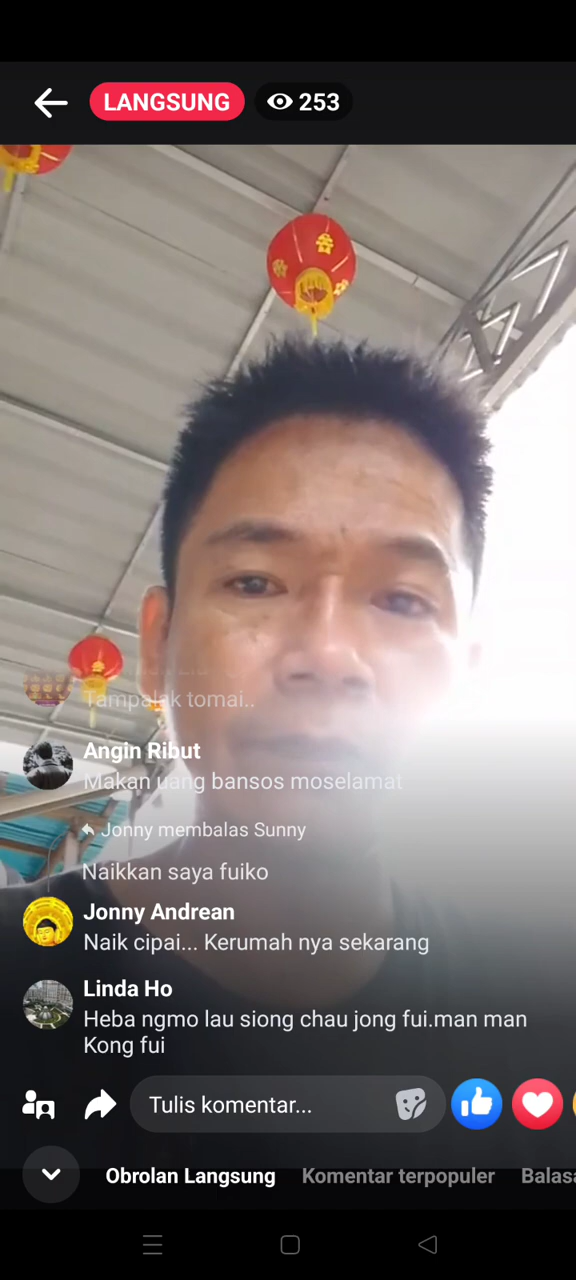 LANGSUNG
253
Tampalak tomai..
Angin Ribut
Makan uang bansos moselamat
Jonny membalas Sunny
Naikkan saya fuiko
Jonny Andrean
Naik cipai... Kerumah nya sekarang
Linda Ho
Heba ngmo lau siong chau jong fui.man man
Kong fui
Tulis komentar...
Obrolan Langsung
Komentar terpopuler
Balasa